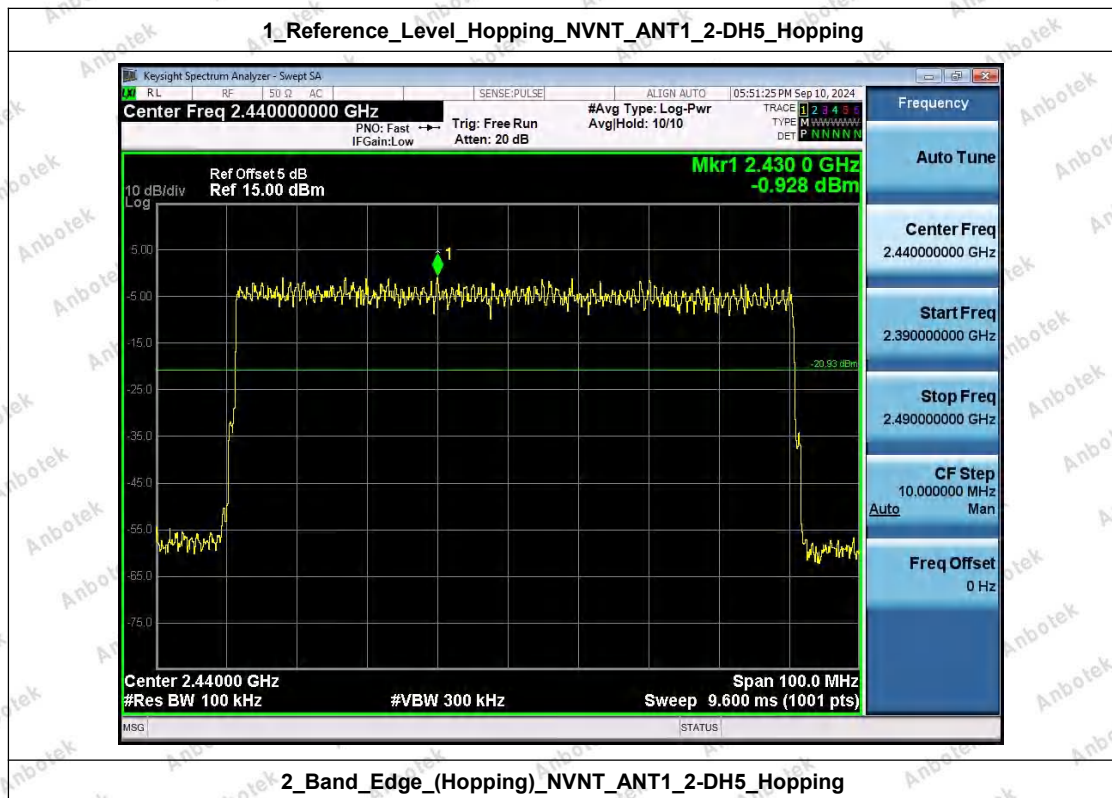 1_Reference_Level_Hopping_NVNT_ANT1_2-DH5_Hopping
Keysight Spectrum Analyzer - Swept SA
LXI RL RF 50 Ω AC SENSE:PULSE ALIGN AUTO 05:51:25 PM Sep 10, 2024
Center Freq 2.440000000 GHz
PNO: Fast
IFGain:Low
Trig: Free Run
Atten: 20 dB
#Avg Type: Log-Pwr
Avg|Hold: 10/10
TRACE 1 2 3 4 5 6
TYPE MWWWWW
DET P NNNNN
Mkr1 2.430 0 GHz
-0.928 dBm
Ref Offset 5 dB
10 dB/div Ref 15.00 dBm
Log
1
5.00
-5.00
-15.0
-20.93 dBm
-25.0
-35.0
-45.0
-55.0
-65.0
-75.0
Center 2.44000 GHz Span 100.0 MHz
#Res BW 100 kHz #VBW 300 kHz Sweep 9.600 ms (1001 pts)
MSG STATUS
Frequency
Auto Tune
Center Freq
2.440000000 GHz
Start Freq
2.390000000 GHz
Stop Freq
2.490000000 GHz
CF Step
10.000000 MHz
Auto Man
Freq Offset
0 Hz
2_Band_Edge_(Hopping)_NVNT_ANT1_2-DH5_Hopping
Anbotek